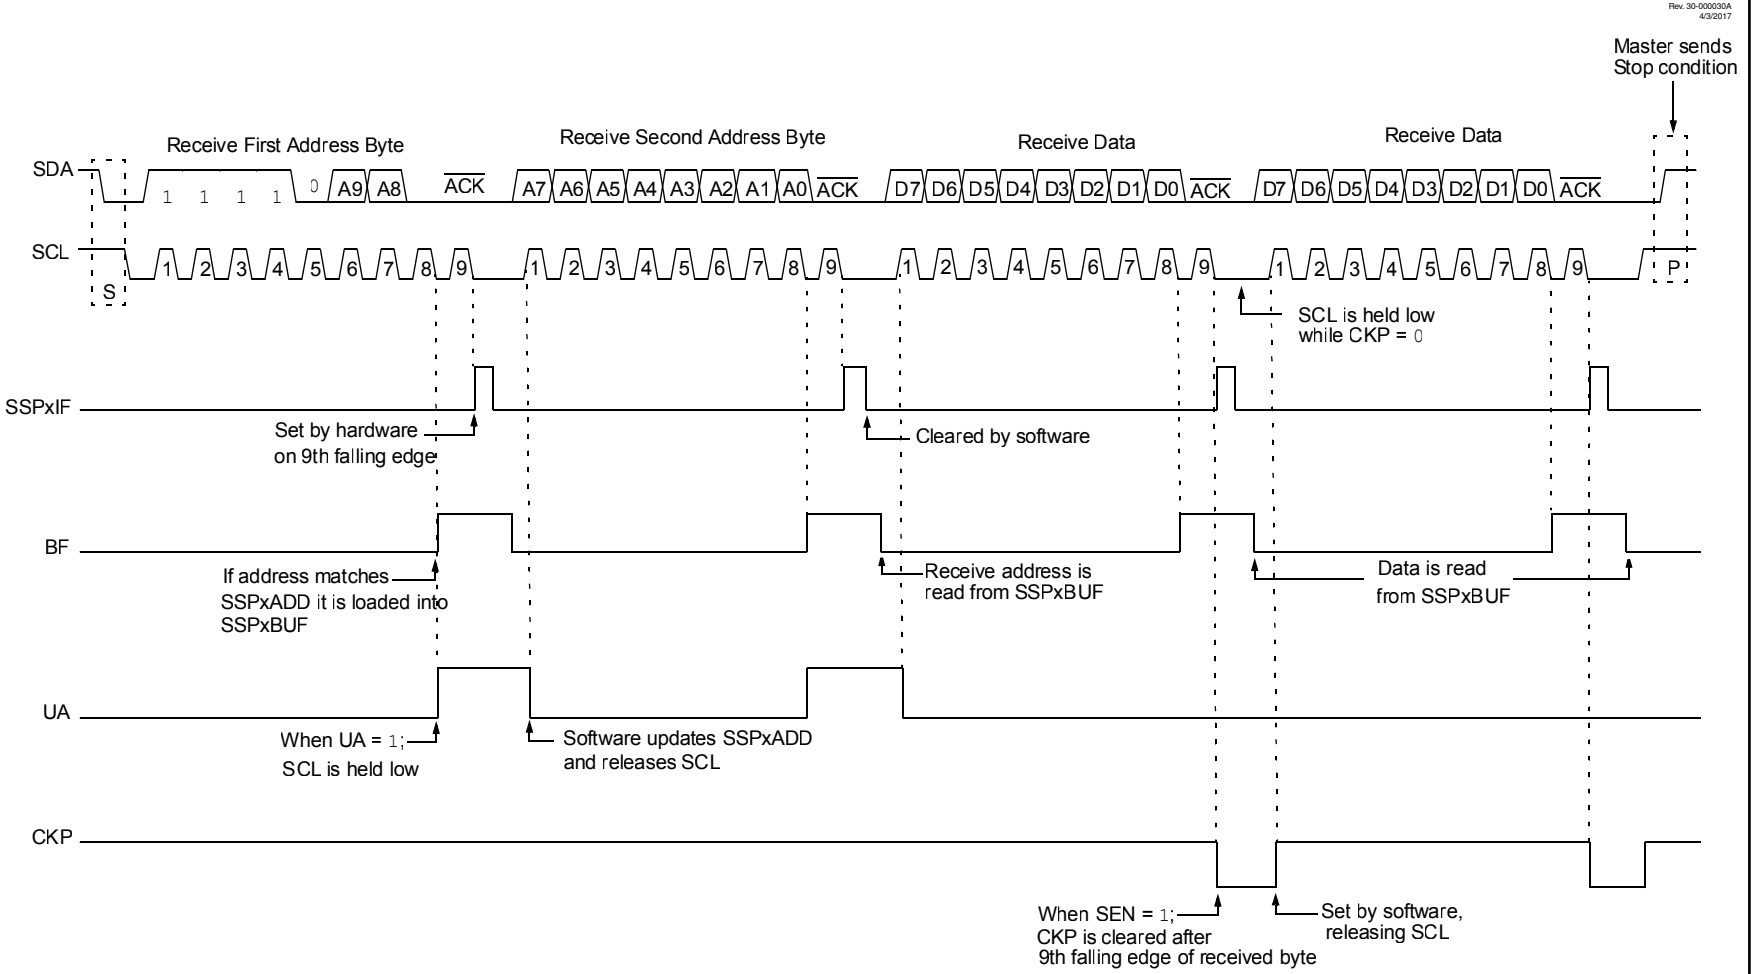 Rev. 30-000030A
4/3/2017
Master sends
Stop condition
Receive First Address Byte
Receive Second Address Byte
Receive Data
Receive Data
SDA
1 1 1 1 0 A9 A8 ACK A7 A6 A5 A4 A3 A2 A1 A0 ACK D7 D6 D5 D4 D3 D2 D1 D0 ACK D7 D6 D5 D4 D3 D2 D1 D0 ACK
SCL
S 1 2 3 4 5 6 7 8 9 1 2 3 4 5 6 7 8 9 1 2 3 4 5 6 7 8 9 1 2 3 4 5 6 7 8 9 P
SCL is held low
while CKP = 0
SSPxIF
Set by hardware
on 9th falling edge
Cleared by software
BF
If address matches
SSPxADD it is loaded into
SSPxBUF
Receive address is
read from SSPxBUF
Data is read
from SSPxBUF
UA
When UA = 1;
SCL is held low
Software updates SSPxADD
and releases SCL
CKP
When SEN = 1;
CKP is cleared after
9th falling edge of received byte
Set by software,
releasing SCL